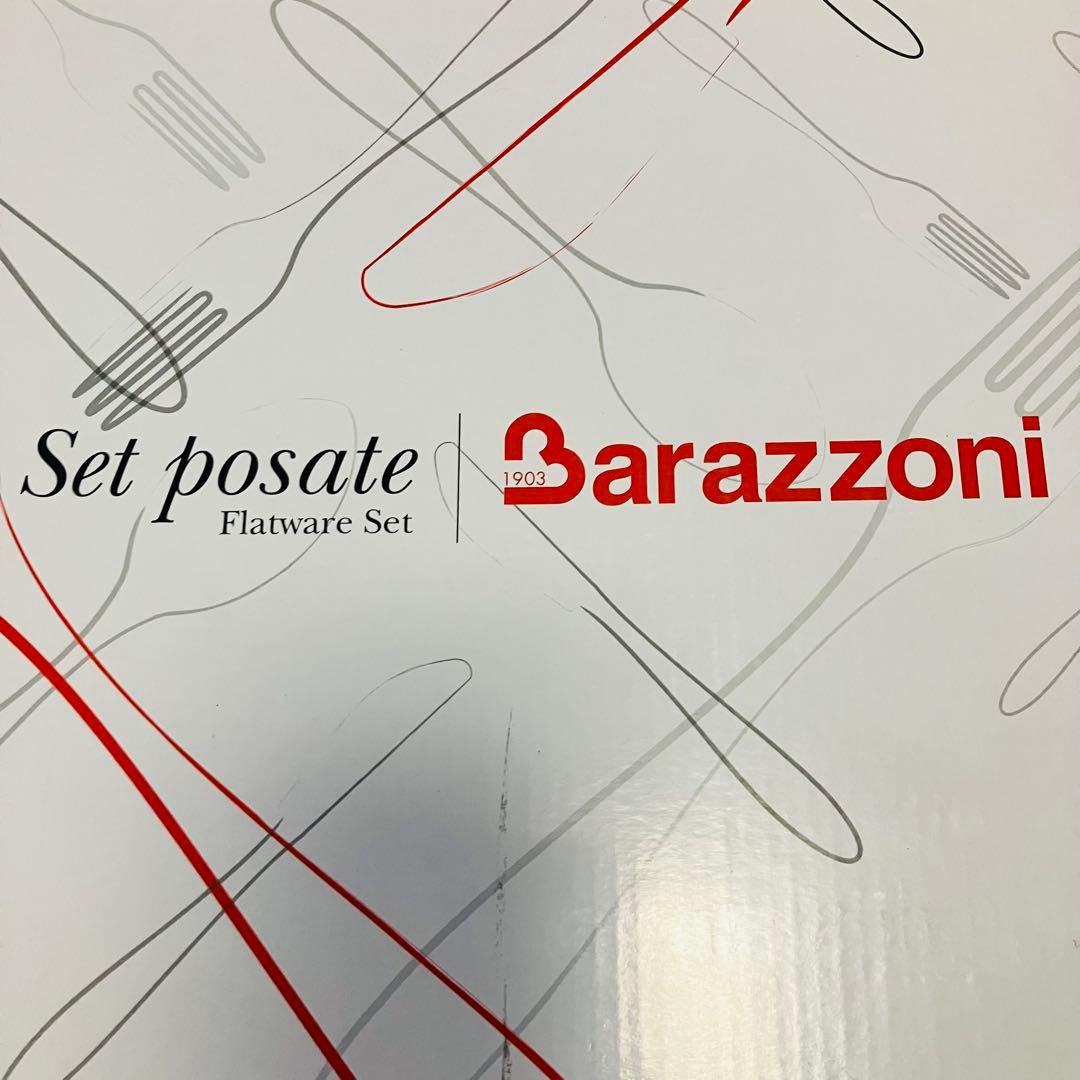 Set posate
Flatware Set
Barazzoni
1903